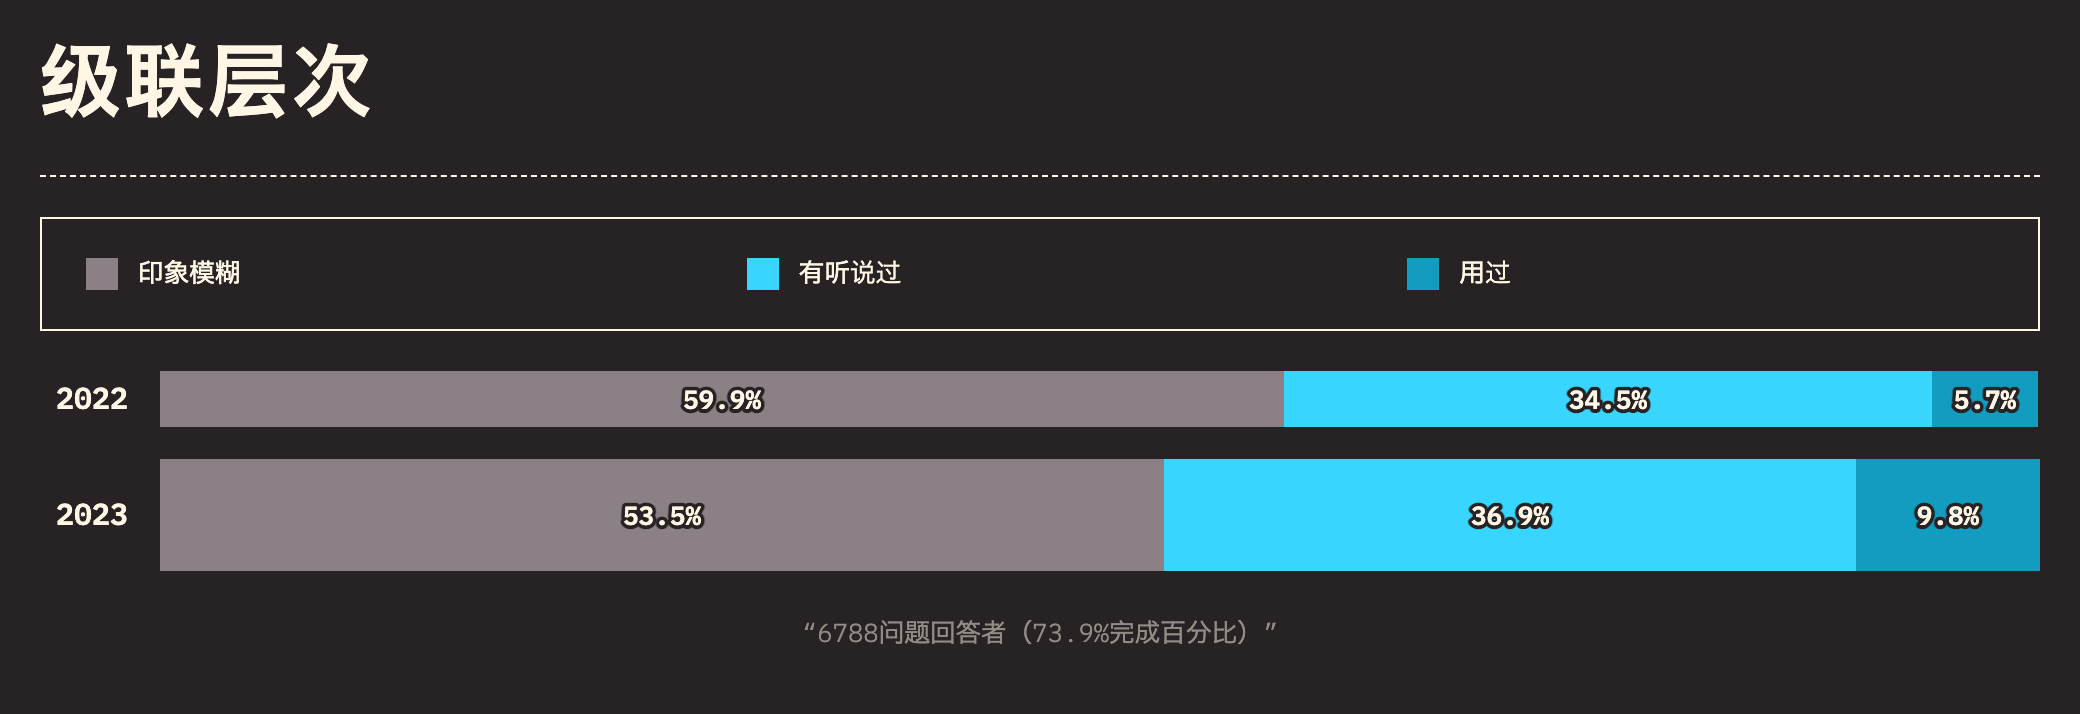 级联层次
印象模糊 有听说过 用过
2022 59.9% 34.5% 5.7%
2023 53.5% 36.9% 9.8%
“6788问题回答者（73.9%完成百分比）”